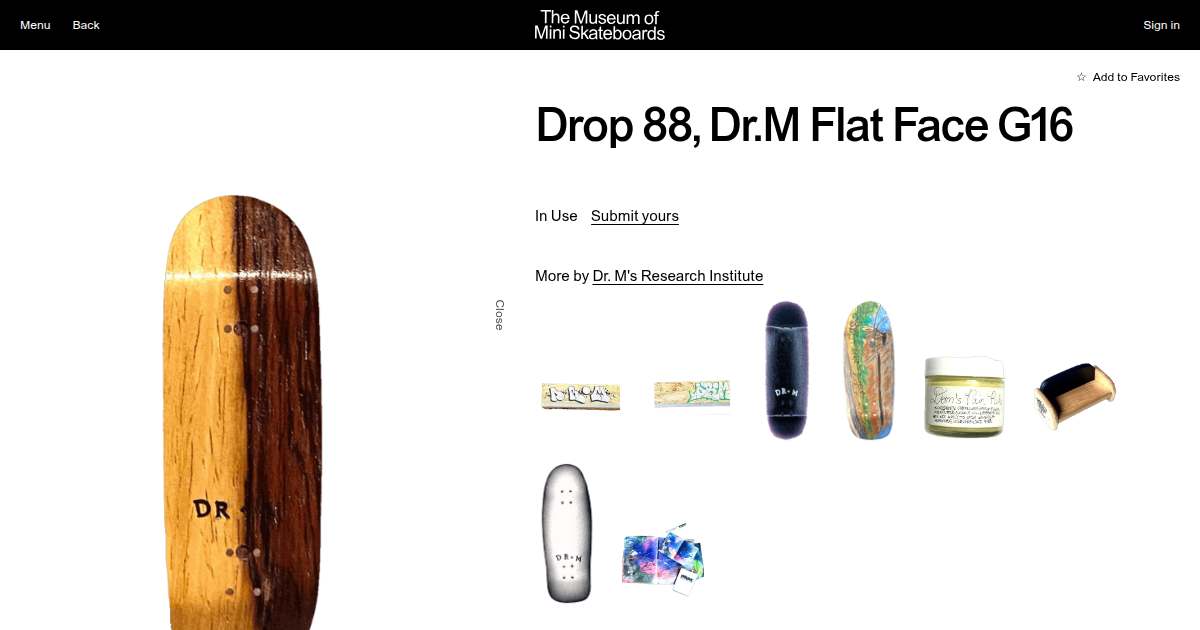 Menu
Back
The Museum of
Mini Skateboards
Sign in
☆ Add to Favorites
Drop 88, Dr.M Flat Face G16
In Use Submit yours
More by Dr. M's Research Institute
Close
DR • M
DR • M
DR • M